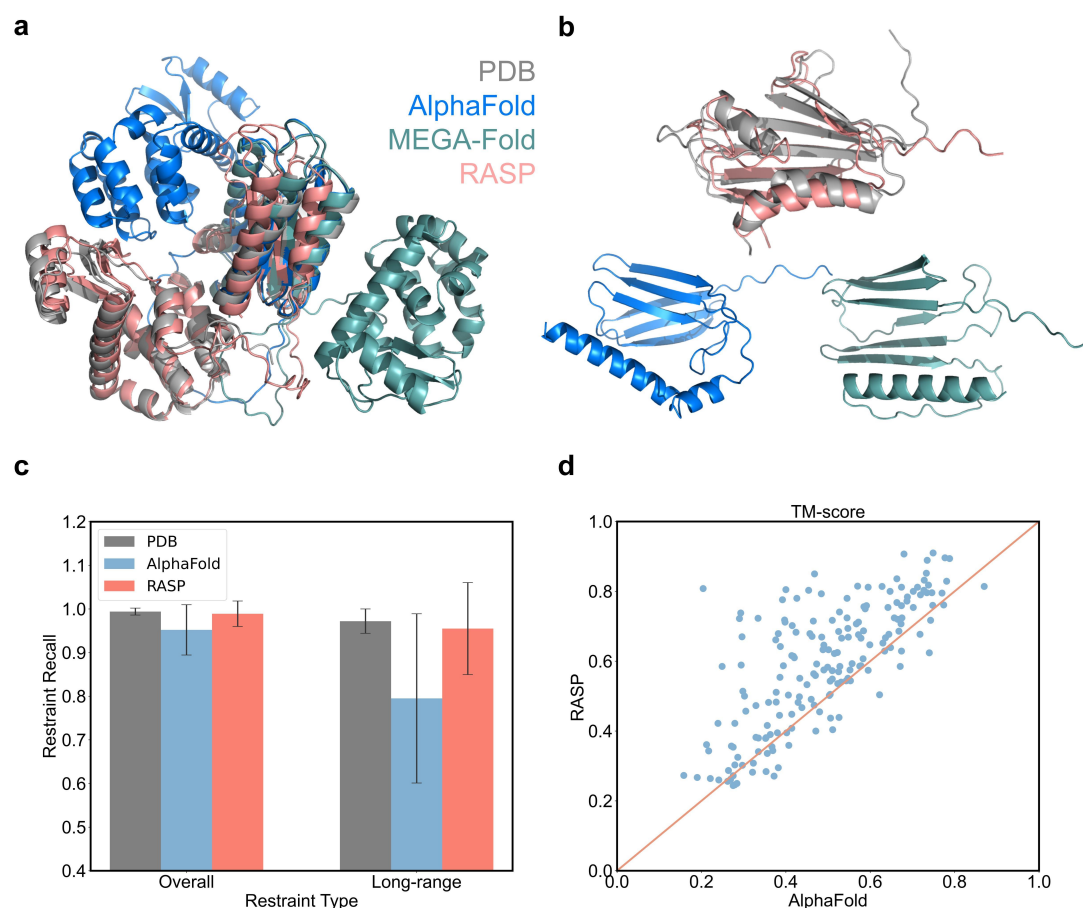 a
PDB
AlphaFold
MEGA-Fold
RASP
b
c
1.2
1.1
1.0
0.9
0.8
0.7
0.6
0.5
0.4
Restraint Recall
PDB
AlphaFold
RASP
Overall
Long-range
Restraint Type
d
TM-score
1.0
0.8
0.6
0.4
0.2
0.0
RASP
0.0
0.2
0.4
0.6
0.8
1.0
AlphaFold